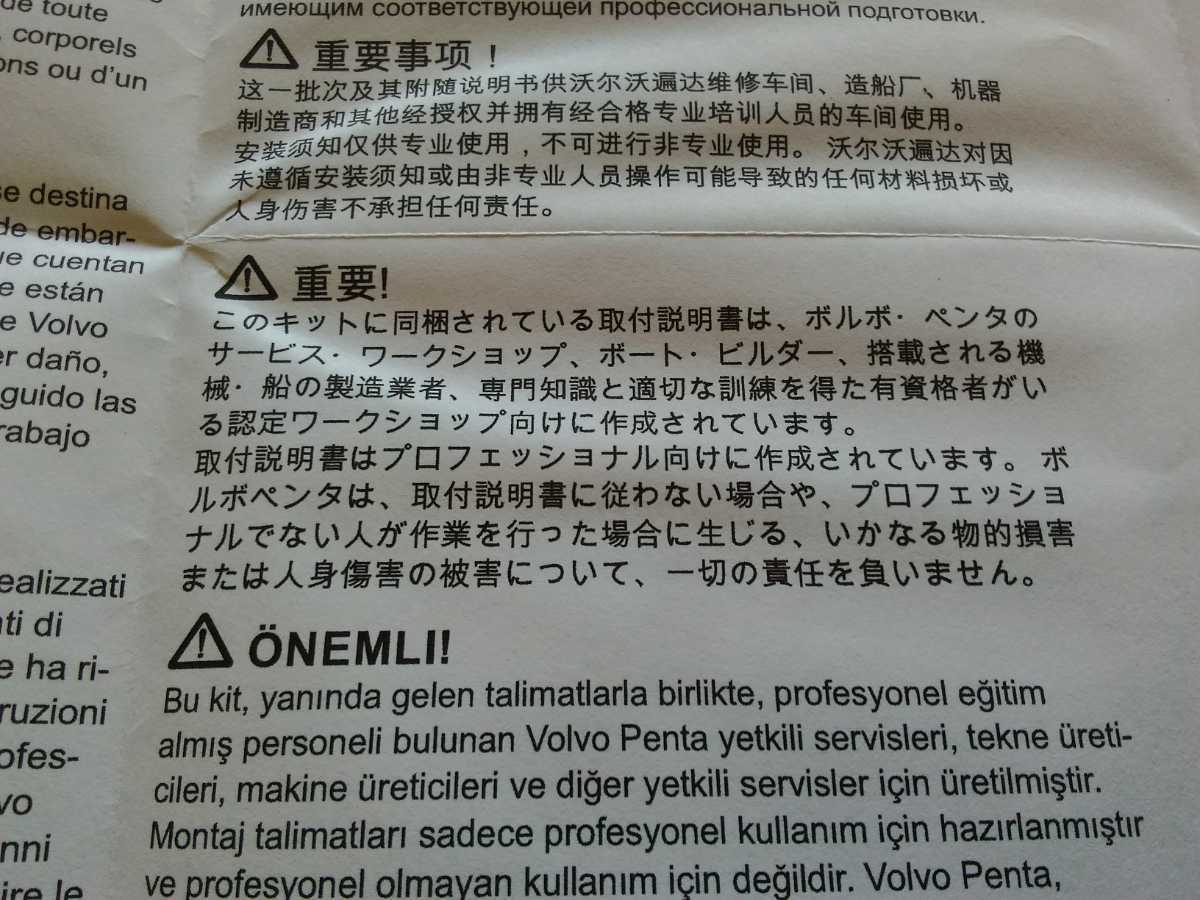 de toute
, corporels
ons ou d'un
se destina
de embar-
ue cuentan
e están
e Volvo
er daño,
guido las
rabajo
ealizzati
ti di
e ha ri-
ruzioni
ofes-
vo
nni
ire le
имеющим соответствующей профессиональной подготовки.
重要事项！
这一批次及其附随说明书供沃尔沃遍达维修车间、造船厂、机器
制造商和其他经授权并拥有经合格专业培训人员的车间使用。
安装须知仅供专业使用，不可进行非专业使用。 沃尔沃遍达对因
未遵循安装须知或由非专业人员操作可能导致的任何材料损坏或
人身伤害不承担任何责任。
重要!
このキットに同梱されている取付説明書は、ボルボ・ペンタの
サービス・ワークショップ、ボート・ビルダー、搭載される機
械・船の製造業者、専門知識と適切な訓練を得た有資格者がい
る認定ワークショップ向けに作成されています。
取付説明書はプロフェッショナル向けに作成されています。ボ
ルボペンタは、取付説明書に従わない場合や、プロフェッショ
ナルでない人が作業を行った場合に生じる、いかなる物的損害
または人身傷害の被害について、一切の責任を負いません。
ÖNEMLI!
Bu kit, yanında gelen talimatlarla birlikte, profesyonel eğitim
almış personeli bulunan Volvo Penta yetkili servisleri, tekne üreti-
cileri, makine üreticileri ve diğer yetkili servisler için üretilmiştir.
Montaj talimatları sadece profesyonel kullanım için hazırlanmıştır
ve profesyonel olmayan kullanım için değildir. Volvo Penta,